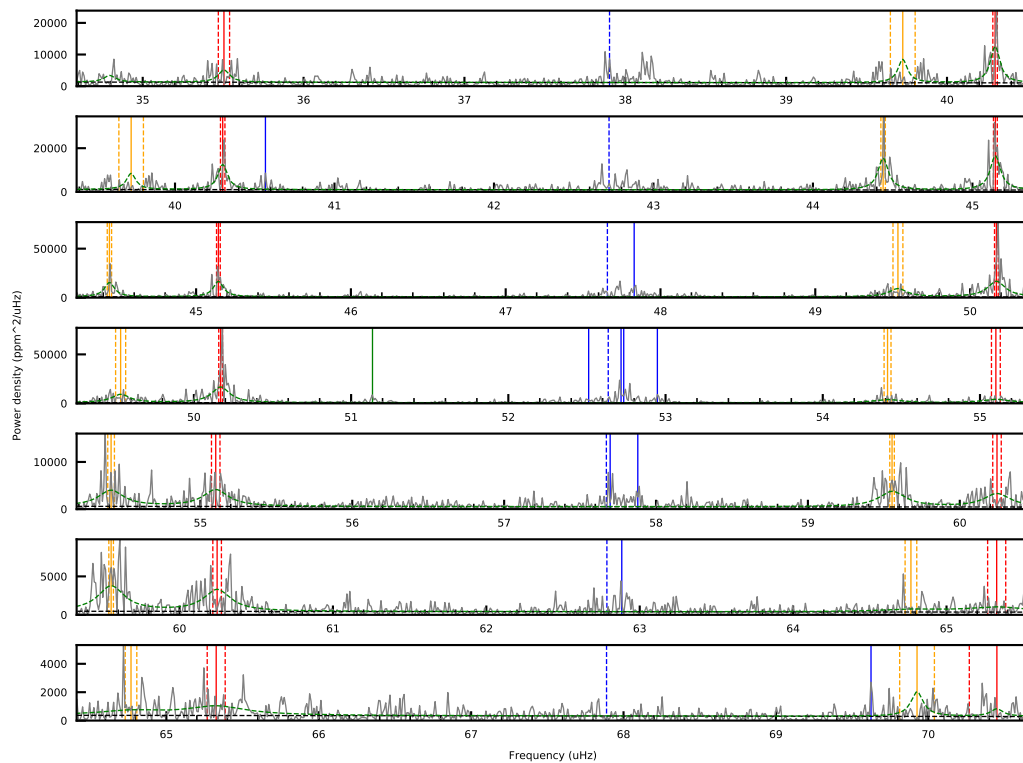 20000
10000
0
35 36 37 38 39 40
20000
0
40 41 42 43 44 45
50000
0
45 46 47 48 49 50
Power density (ppm^2/uHz)
50000
0
50 51 52 53 54 55
10000
0
55 56 57 58 59 60
5000
0
60 61 62 63 64 65
4000
2000
0
65 66 67 68 69 70
Frequency (uHz)